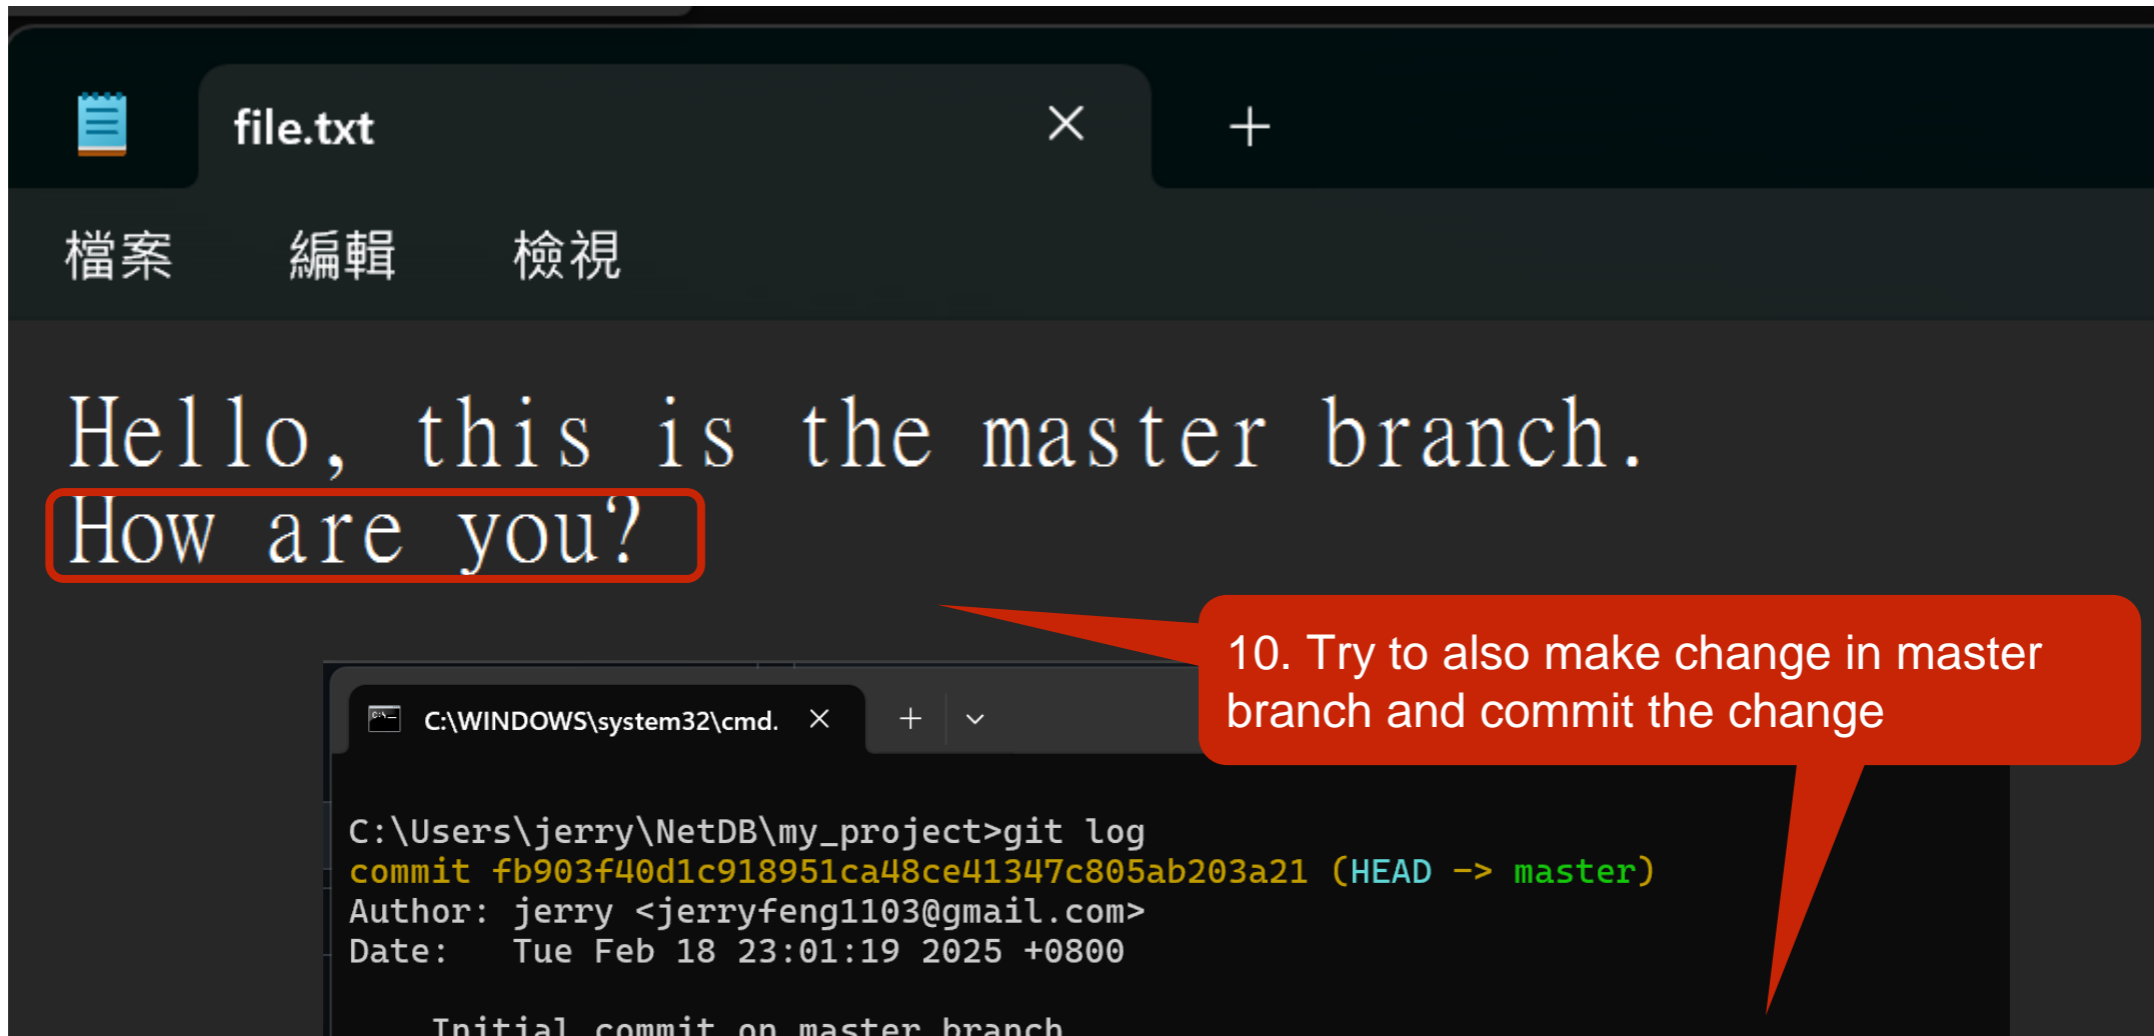 file.txt
檔案 編輯 檢視
Hello, this is the master branch.
How are you?
10. Try to also make change in master
branch and commit the change
C:\WINDOWS\system32\cmd.
C:\Users\jerry\NetDB\my_project>git log
commit fb903f40d1c918951ca48ce41347c805ab203a21 (HEAD -> master)
Author: jerry <jerryfeng1103@gmail.com>
Date:   Tue Feb 18 23:01:19 2025 +0800
Initial commit on master branch